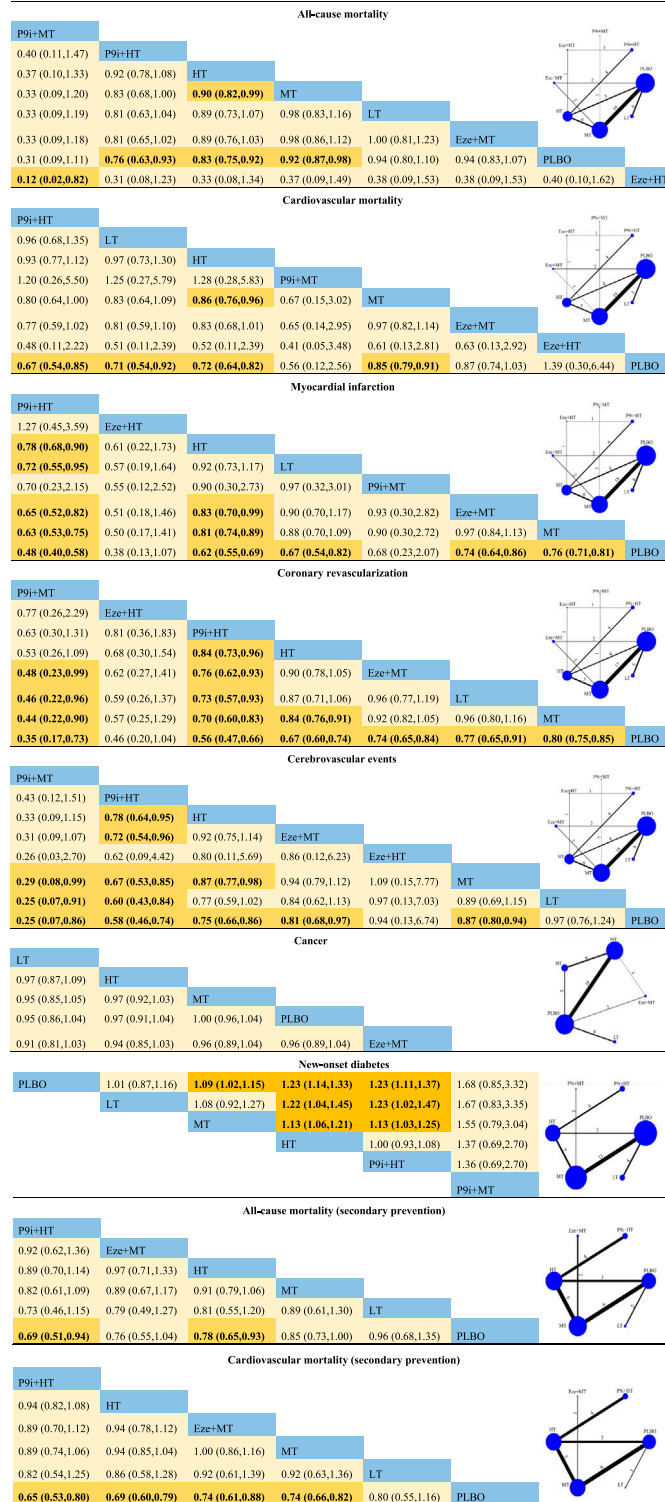 All-cause mortality
P9i+MT
0.40 (0.11,1.47) P9i+HT
0.37 (0.10,1.33) 0.92 (0.78,1.08) HT
0.33 (0.09,1.20) 0.83 (0.68,1.00) 0.90 (0.82,0.99) MT
0.33 (0.09,1.19) 0.81 (0.63,1.04) 0.89 (0.73,1.07) 0.98 (0.83,1.16) LT
0.33 (0.09,1.18) 0.81 (0.65,1.02) 0.89 (0.76,1.03) 0.98 (0.86,1.12) 1.00 (0.81,1.23) Eze+MT
0.31 (0.09,1.11) 0.76 (0.63,0.93) 0.83 (0.75,0.92) 0.92 (0.87,0.98) 0.94 (0.80,1.10) 0.94 (0.83,1.07) PLBO
0.12 (0.02,0.82) 0.31 (0.08,1.23) 0.33 (0.08,1.34) 0.37 (0.09,1.49) 0.38 (0.09,1.53) 0.38 (0.09,1.53) 0.40 (0.10,1.62) Eze+HT
Cardiovascular mortality
P9i+HT
0.96 (0.68,1.35) LT
0.93 (0.77,1.12) 0.97 (0.73,1.30) HT
1.20 (0.26,5.50) 1.25 (0.27,5.79) 1.28 (0.28,5.83) P9i+MT
0.80 (0.64,1.00) 0.83 (0.64,1.09) 0.86 (0.76,0.96) 0.67 (0.15,3.02) MT
0.77 (0.59,1.02) 0.81 (0.59,1.10) 0.83 (0.68,1.01) 0.65 (0.14,2.95) 0.97 (0.82,1.14) Eze+MT
0.48 (0.11,2.22) 0.51 (0.11,2.39) 0.52 (0.11,2.39) 0.41 (0.05,3.48) 0.61 (0.13,2.81) 0.63 (0.13,2.92) Eze+HT
0.67 (0.54,0.85) 0.71 (0.54,0.92) 0.72 (0.64,0.82) 0.56 (0.12,2.56) 0.85 (0.79,0.91) 0.87 (0.74,1.03) 1.39 (0.30,6.44) PLBO
Myocardial infarction
P9i+HT
1.27 (0.45,3.59) Eze+HT
0.78 (0.68,0.90) 0.61 (0.22,1.73) HT
0.72 (0.55,0.95) 0.57 (0.19,1.64) 0.92 (0.73,1.17) LT
0.70 (0.23,2.15) 0.55 (0.12,2.52) 0.90 (0.30,2.73) 0.97 (0.32,3.01) P9i+MT
0.65 (0.52,0.82) 0.51 (0.18,1.46) 0.83 (0.70,0.99) 0.90 (0.70,1.17) 0.93 (0.30,2.82) Eze+MT
0.63 (0.53,0.75) 0.50 (0.17,1.41) 0.81 (0.74,0.89) 0.88 (0.70,1.09) 0.90 (0.30,2.72) 0.97 (0.84,1.13) MT
0.48 (0.40,0.58) 0.38 (0.13,1.07) 0.62 (0.55,0.69) 0.67 (0.54,0.82) 0.68 (0.23,2.07) 0.74 (0.64,0.86) 0.76 (0.71,0.81) PLBO
Coronary revascularization
P9i+MT
0.77 (0.26,2.29) Eze+HT
0.63 (0.30,1.31) 0.81 (0.36,1.83) P9i+HT
0.53 (0.26,1.09) 0.68 (0.30,1.54) 0.84 (0.73,0.96) HT
0.48 (0.23,0.99) 0.62 (0.27,1.41) 0.76 (0.62,0.93) 0.90 (0.78,1.05) Eze+MT
0.46 (0.22,0.96) 0.59 (0.26,1.37) 0.73 (0.57,0.93) 0.87 (0.71,1.06) 0.96 (0.77,1.19) LT
0.44 (0.22,0.90) 0.57 (0.25,1.29) 0.70 (0.60,0.83) 0.84 (0.76,0.91) 0.92 (0.82,1.05) 0.96 (0.80,1.16) MT
0.35 (0.17,0.73) 0.46 (0.20,1.04) 0.56 (0.47,0.66) 0.67 (0.60,0.74) 0.74 (0.65,0.84) 0.77 (0.65,0.91) 0.80 (0.75,0.85) PLBO
Cerebrovascular events
P9i+MT
0.43 (0.12,1.51) P9i+HT
0.33 (0.09,1.15) 0.78 (0.64,0.95) HT
0.31 (0.09,1.07) 0.72 (0.54,0.96) 0.92 (0.75,1.14) Eze+MT
0.26 (0.03,2.70) 0.62 (0.09,4.42) 0.80 (0.11,5.69) 0.86 (0.12,6.23) Eze+HT
0.29 (0.08,0.99) 0.67 (0.53,0.85) 0.87 (0.77,0.98) 0.94 (0.79,1.12) 1.09 (0.15,7.77) MT
0.25 (0.07,0.91) 0.60 (0.43,0.84) 0.77 (0.59,1.02) 0.84 (0.62,1.13) 0.97 (0.13,7.03) 0.89 (0.69,1.15) LT
0.25 (0.07,0.86) 0.58 (0.46,0.74) 0.75 (0.66,0.86) 0.81 (0.68,0.97) 0.94 (0.13,6.74) 0.87 (0.80,0.94) 0.97 (0.76,1.24) PLBO
Cancer
LT
0.97 (0.87,1.09) HT
0.95 (0.85,1.05) 0.97 (0.92,1.03) MT
0.95 (0.86,1.04) 0.97 (0.91,1.04) 1.00 (0.96,1.04) PLBO
0.91 (0.81,1.03) 0.94 (0.85,1.03) 0.96 (0.89,1.04) 0.96 (0.89,1.04) Eze+MT
New-onset diabetes
PLBO 1.01 (0.87,1.16) 1.09 (1.02,1.15) 1.23 (1.14,1.33) 1.23 (1.11,1.37) 1.68 (0.85,3.32)
LT 1.08 (0.92,1.27) 1.22 (1.04,1.45) 1.23 (1.02,1.47) 1.67 (0.83,3.35)
MT 1.13 (1.06,1.21) 1.13 (1.03,1.25) 1.55 (0.79,3.04)
HT 1.00 (0.93,1.08) 1.37 (0.69,2.70)
P9i+HT 1.36 (0.69,2.70)
P9i+MT
All-cause mortality (secondary prevention)
P9i+HT
0.92 (0.62,1.36) Eze+MT
0.89 (0.70,1.14) 0.97 (0.71,1.33) HT
0.82 (0.61,1.09) 0.89 (0.67,1.17) 0.91 (0.79,1.06) MT
0.73 (0.46,1.15) 0.79 (0.49,1.27) 0.81 (0.55,1.20) 0.89 (0.61,1.30) LT
0.69 (0.51,0.94) 0.76 (0.55,1.04) 0.78 (0.65,0.93) 0.85 (0.73,1.00) 0.96 (0.68,1.35) PLBO
Cardiovascular mortality (secondary prevention)
P9i+HT
0.94 (0.82,1.08) HT
0.89 (0.70,1.12) 0.94 (0.78,1.12) Eze+MT
0.89 (0.74,1.06) 0.94 (0.85,1.04) 1.00 (0.86,1.16) MT
0.82 (0.54,1.25) 0.86 (0.58,1.28) 0.92 (0.61,1.39) 0.92 (0.63,1.36) LT
0.65 (0.53,0.80) 0.69 (0.60,0.79) 0.74 (0.61,0.88) 0.74 (0.66,0.82) 0.80 (0.55,1.16) PLBO